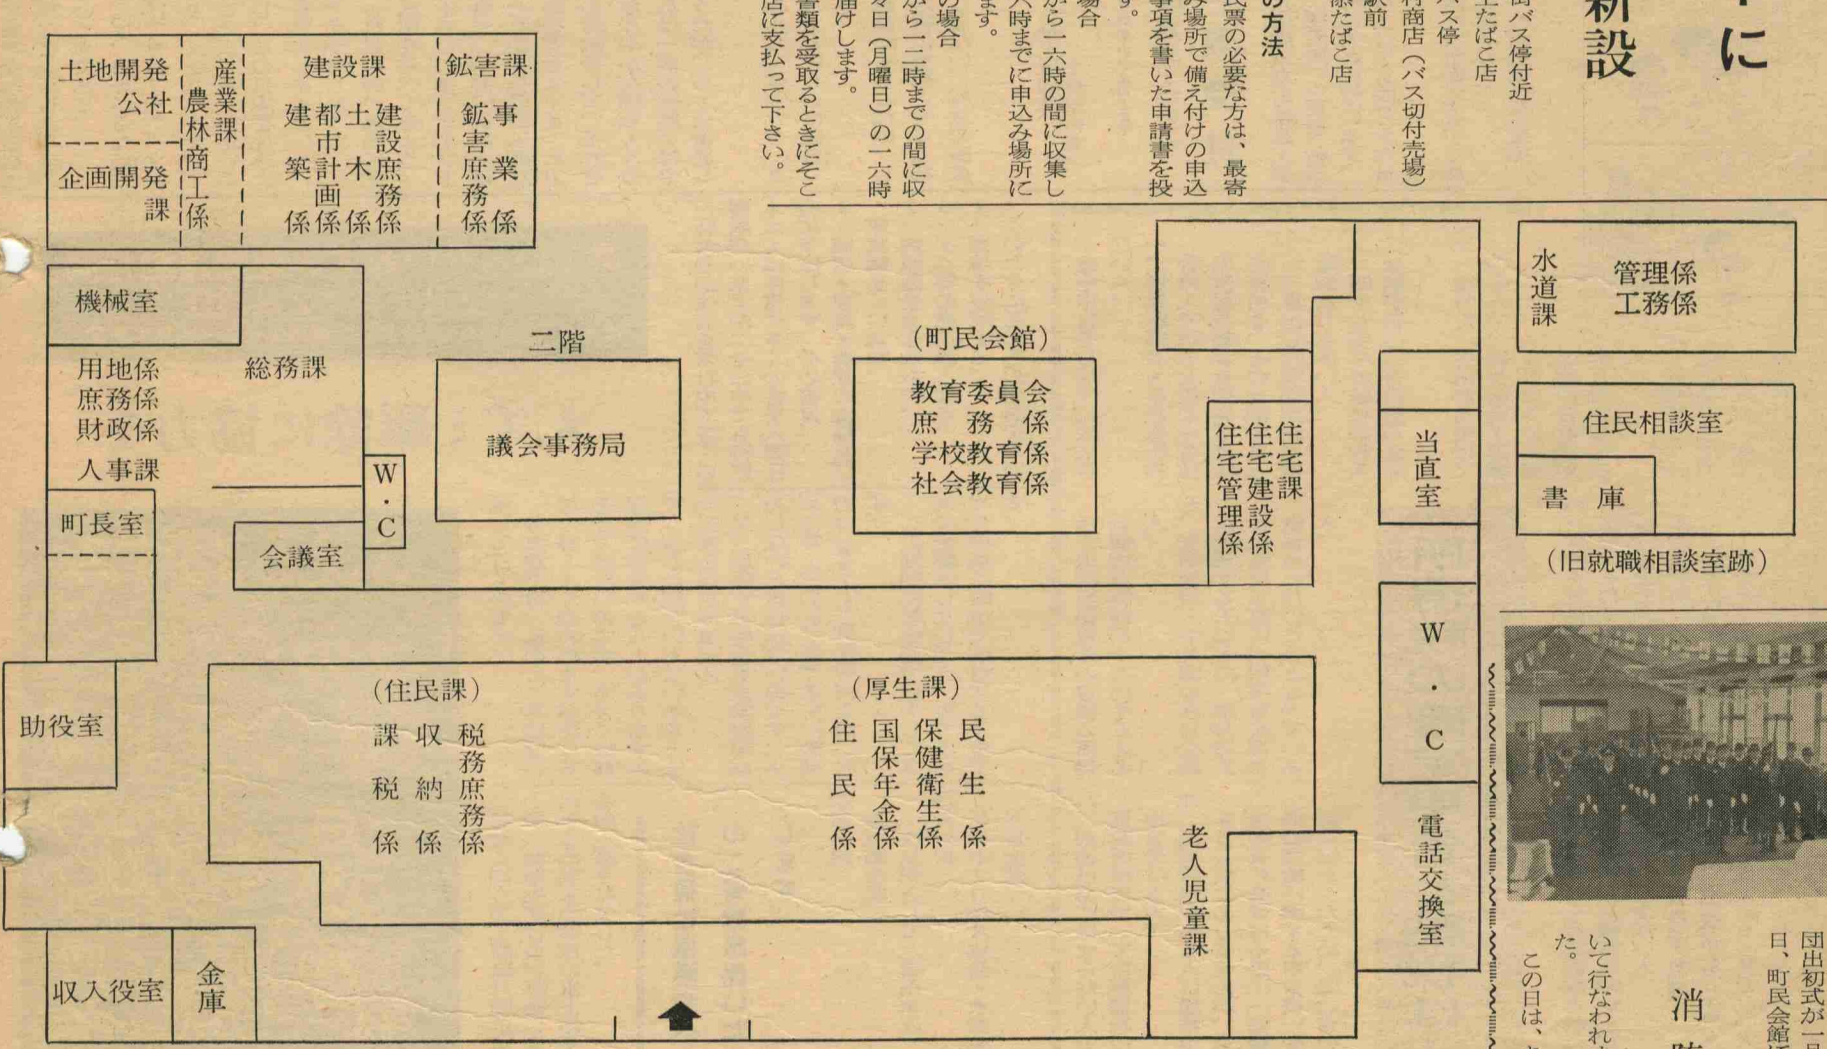 に
新設
バス停付近
たばこ店
バス停
村商店（バス切付売場）
駅前
添たばこ店
の方法
民票の必要な方は、最寄
み場所で備え付けの申込
事項を書いた申請書を投
す。
場合
から一六時の間に収集し
六時までに申込み場所に
ます。
の場合
から一二時までの間に収
々日（月曜日）の一六時
届けします。
書類を受取るときにそこ
店に支払って下さい。
鉱害課
事業係
鉱害庶務係
建設課
建設庶務係
土木係
都市計画係
建築係
産業課
農林商工係
土地開発
公社
企画開発
課
水道課
管理係
工務係
住民相談室
書庫
（旧就職相談室跡）
当直室
住宅課
住宅建設係
住宅管理係
（町民会館）
教育委員会
庶務係
学校教育係
社会教育係
二階
議会事務局
機械室
総務課
用地係
庶務係
財政係
人事課
W・C
町長室
会議室
W・C
助役室
（住民課）
税務庶務係
収納係
課税係
（厚生課）
民生係
保健衛生係
国保年金係
住民係
老人児童課
電話交換室
収入役室
金庫
団出初式が一月
日、町民会館
消
いて行なわれ
た。
この日は、